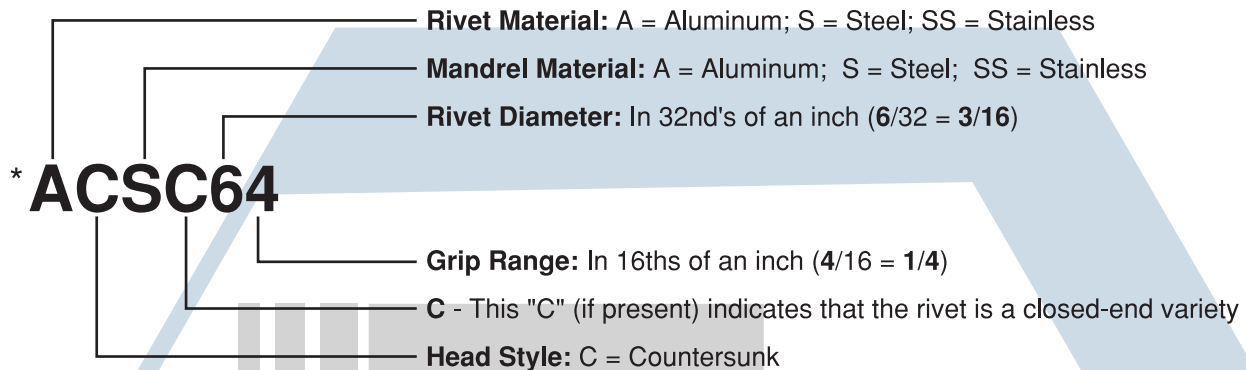 Rivet Material: A = Aluminum; S = Steel; SS = Stainless
Mandrel Material: A = Aluminum; S = Steel; SS = Stainless
Rivet Diameter: In 32nd's of an inch (6/32 = 3/16)
*ACSC64
Grip Range: In 16ths of an inch (4/16 = 1/4)
C - This "C" (if present) indicates that the rivet is a closed-end variety
Head Style: C = Countersunk